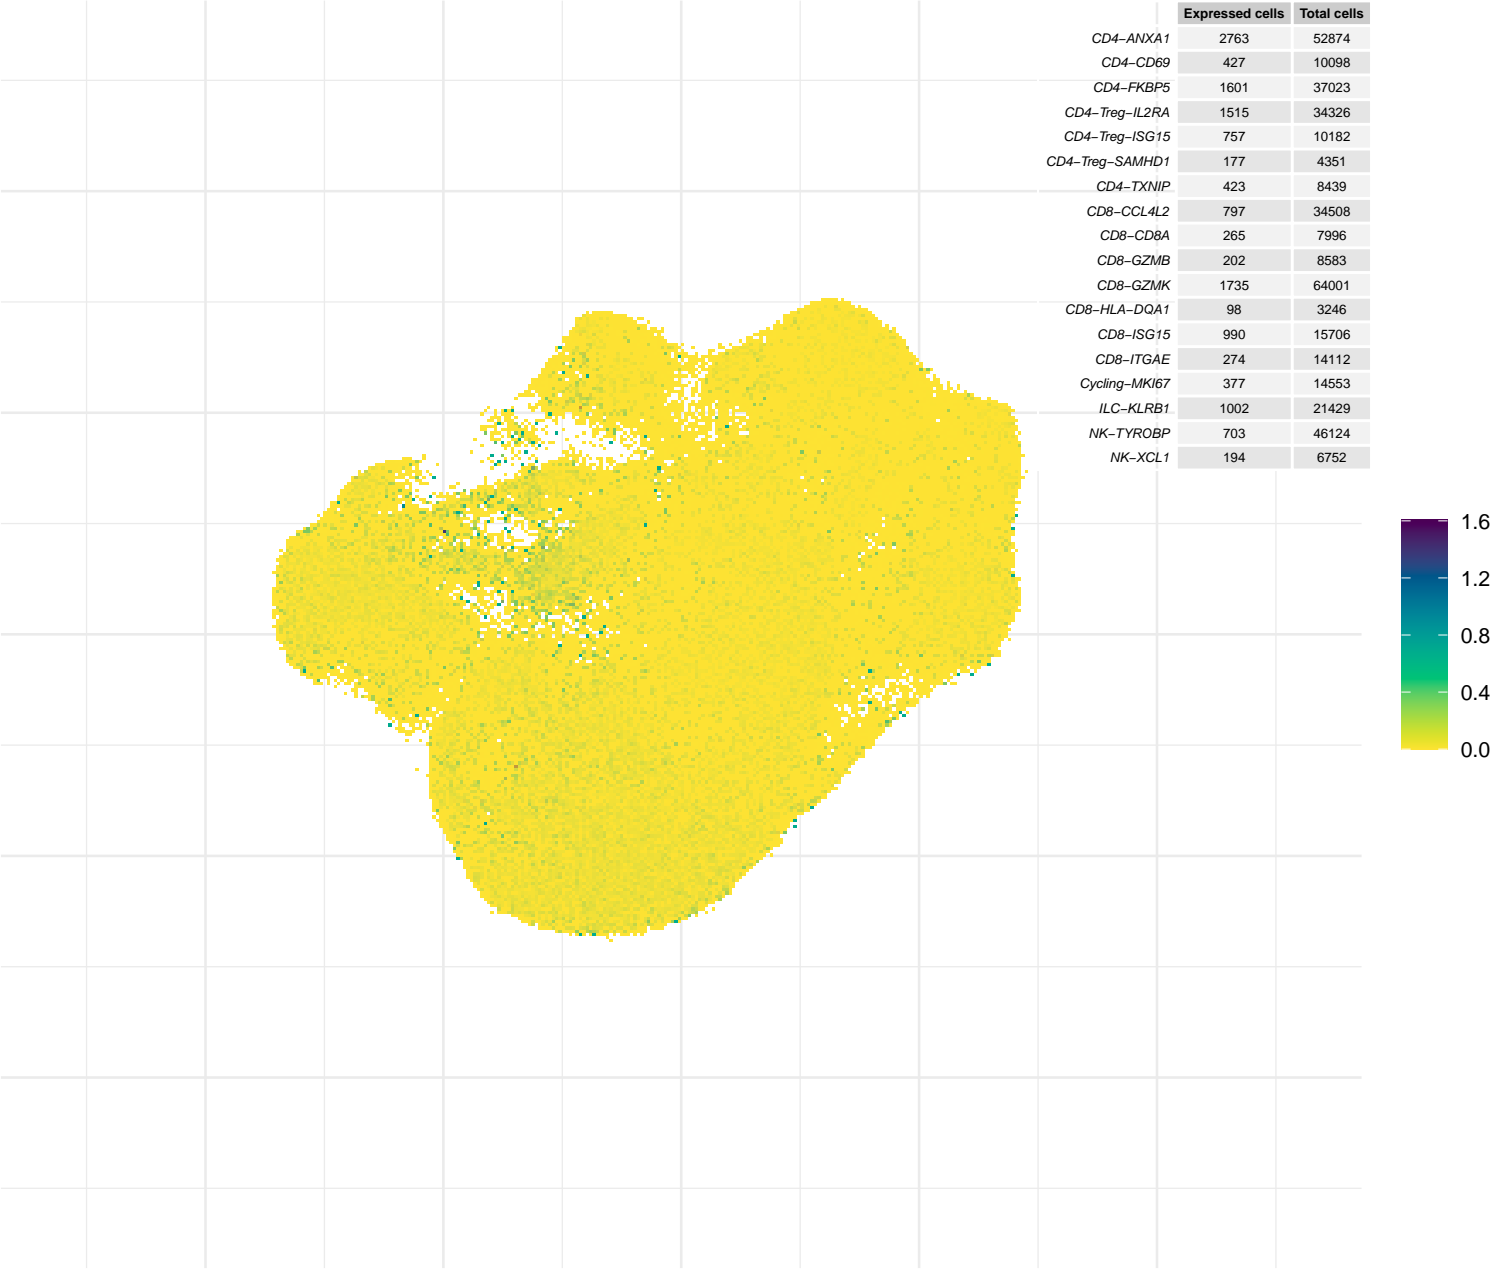 Expressed cells Total cells
CD4−ANXA1 2763 52874
CD4−CD69 427 10098
CD4−FKBP5 1601 37023
CD4−Treg−IL2RA 1515 34326
CD4−Treg−ISG15 757 10182
CD4−Treg−SAMHD1 177 4351
CD4−TXNIP 423 8439
CD8−CCL4L2 797 34508
CD8−CD8A 265 7996
CD8−GZMB 202 8583
CD8−GZMK 1735 64001
CD8−HLA−DQA1 98 3246
CD8−ISG15 990 15706
CD8−ITGAE 274 14112
Cycling−MKI67 377 14553
ILC−KLRB1 1002 21429
NK−TYROBP 703 46124
NK−XCL1 194 6752
1.6
1.2
0.8
0.4
0.0